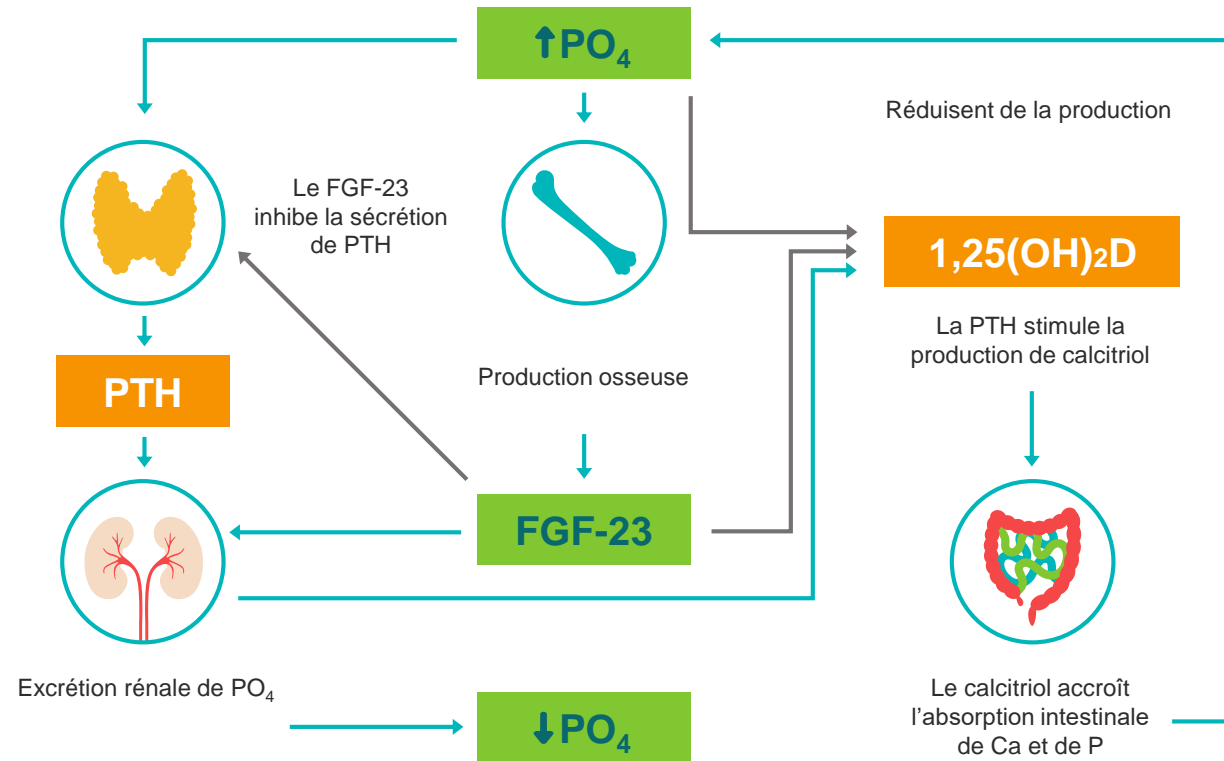 ↑PO₄
Réduisent de la production
Le FGF-23
inhibe la sécrétion
de PTH
1,25(OH)₂D
La PTH stimule la
production de calcitriol
PTH
Production osseuse
FGF-23
Excrétion rénale de PO₄
↓PO₄
Le calcitriol accroît
l’absorption intestinale
de Ca et de P